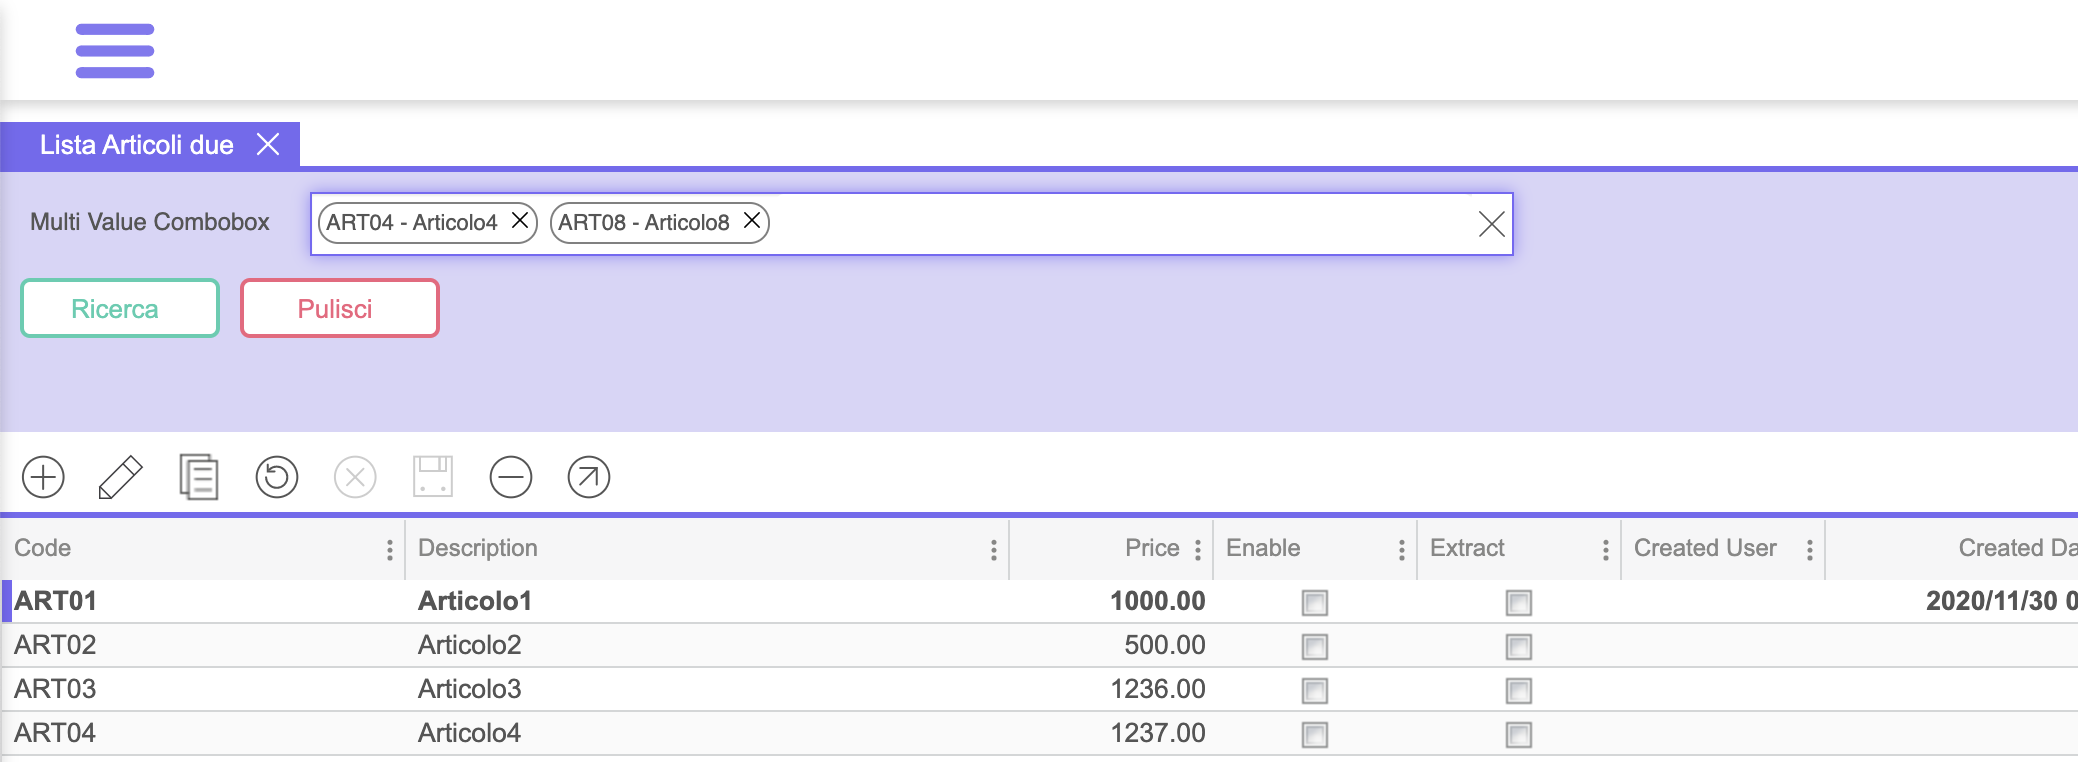 Lista Articoli due
Multi Value Combobox ART04 - Articolo4 ART08 - Articolo8
Ricerca Pulisci
Code Description Price Enable Extract Created User Created Da
ART01 Articolo1 1000.00 2020/11/30 0
ART02 Articolo2 500.00
ART03 Articolo3 1236.00
ART04 Articolo4 1237.00